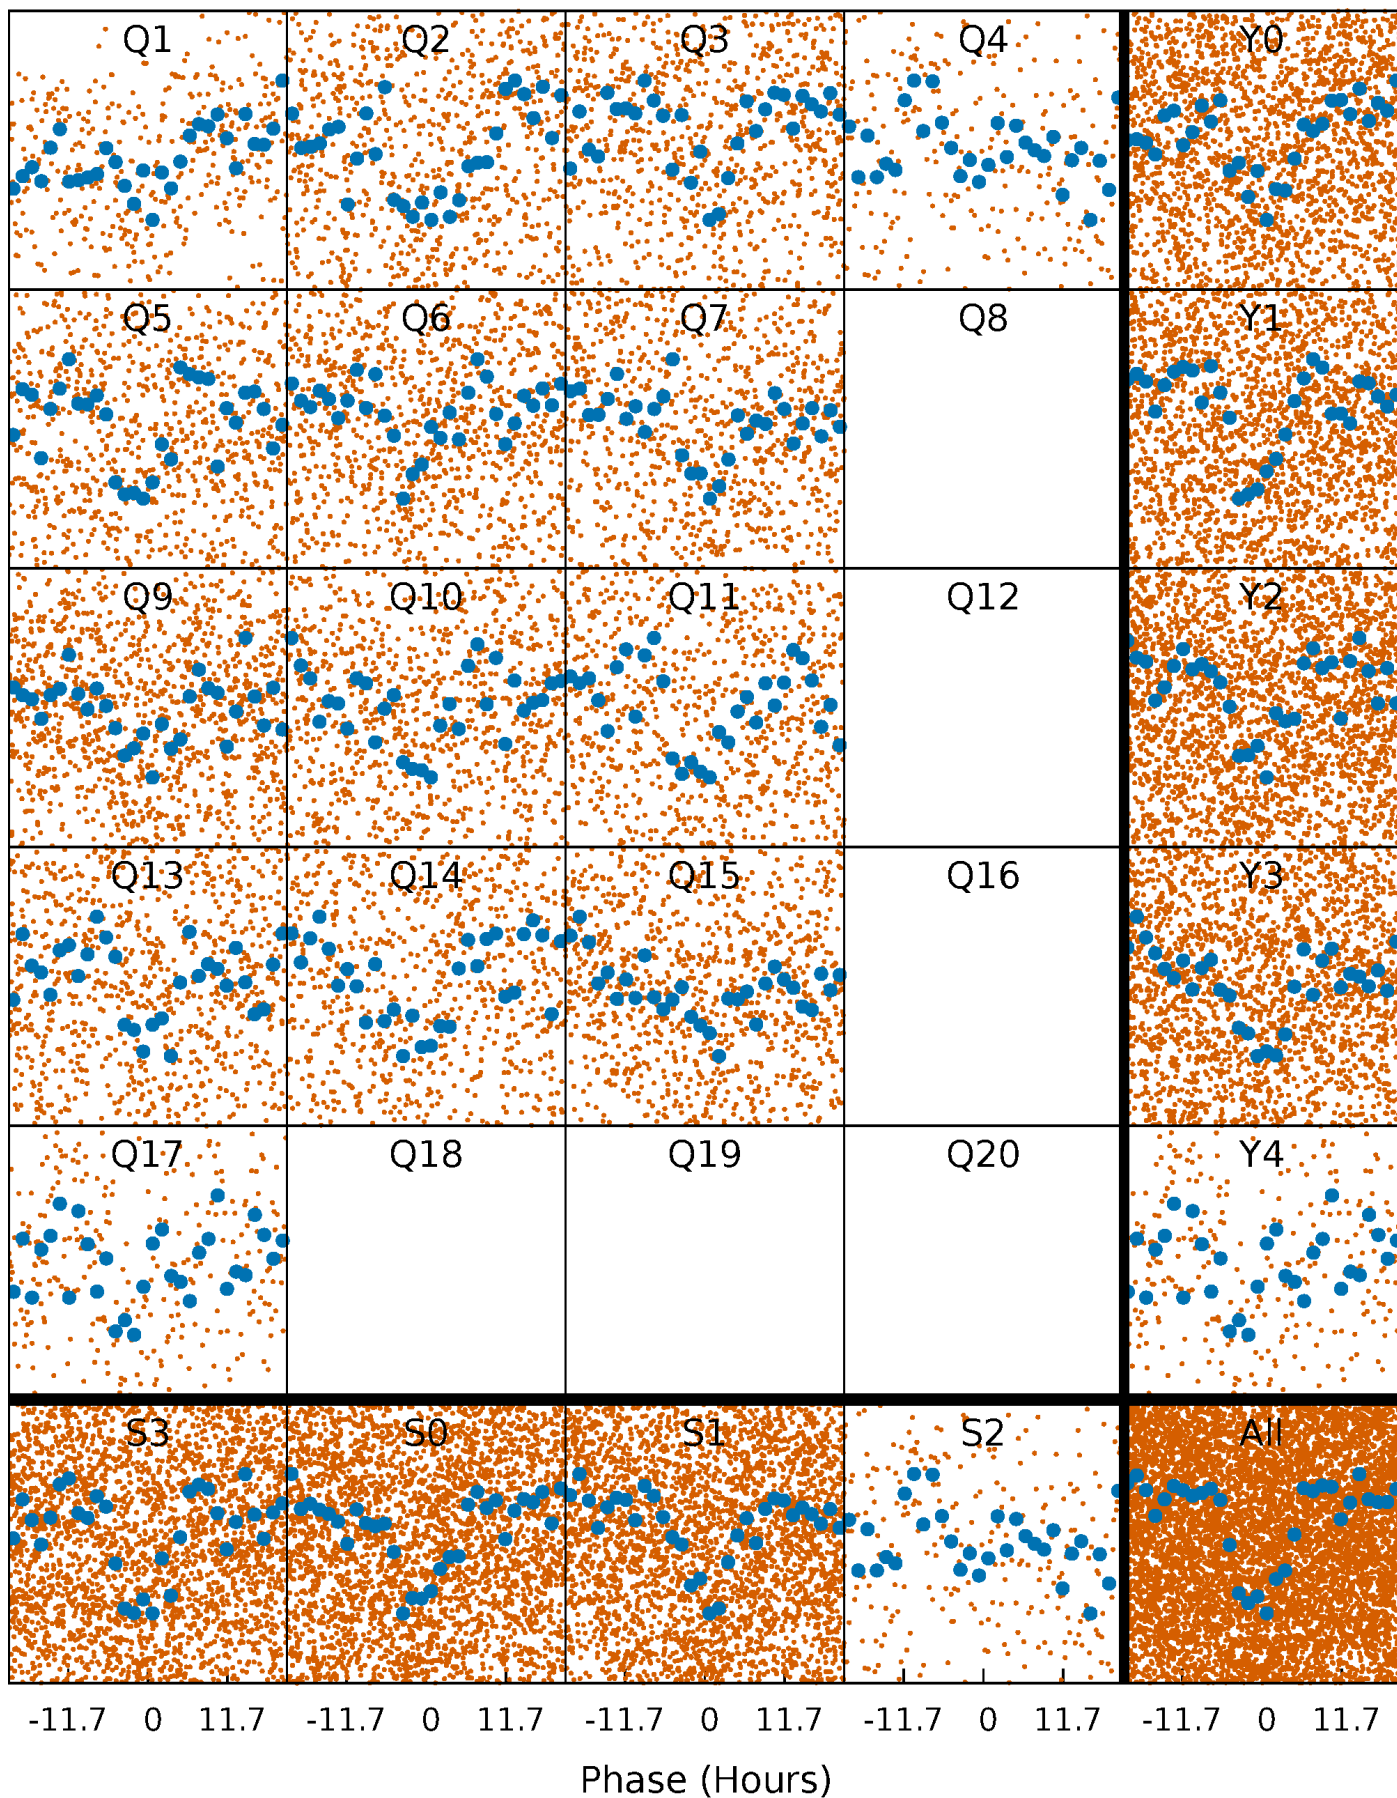 Q1 Q2 Q3 Q4 Y0
Q5 Q6 Q7 Q8 Y1
Q9 Q10 Q11 Q12 Y2
Q13 Q14 Q15 Q16 Y3
Q17 Q18 Q19 Q20 Y4
S3 S0 S1 S2 All
-11.7 0 11.7 -11.7 0 11.7 -11.7 0 11.7 -11.7 0 11.7 -11.7 0 11.7
Phase (Hours)